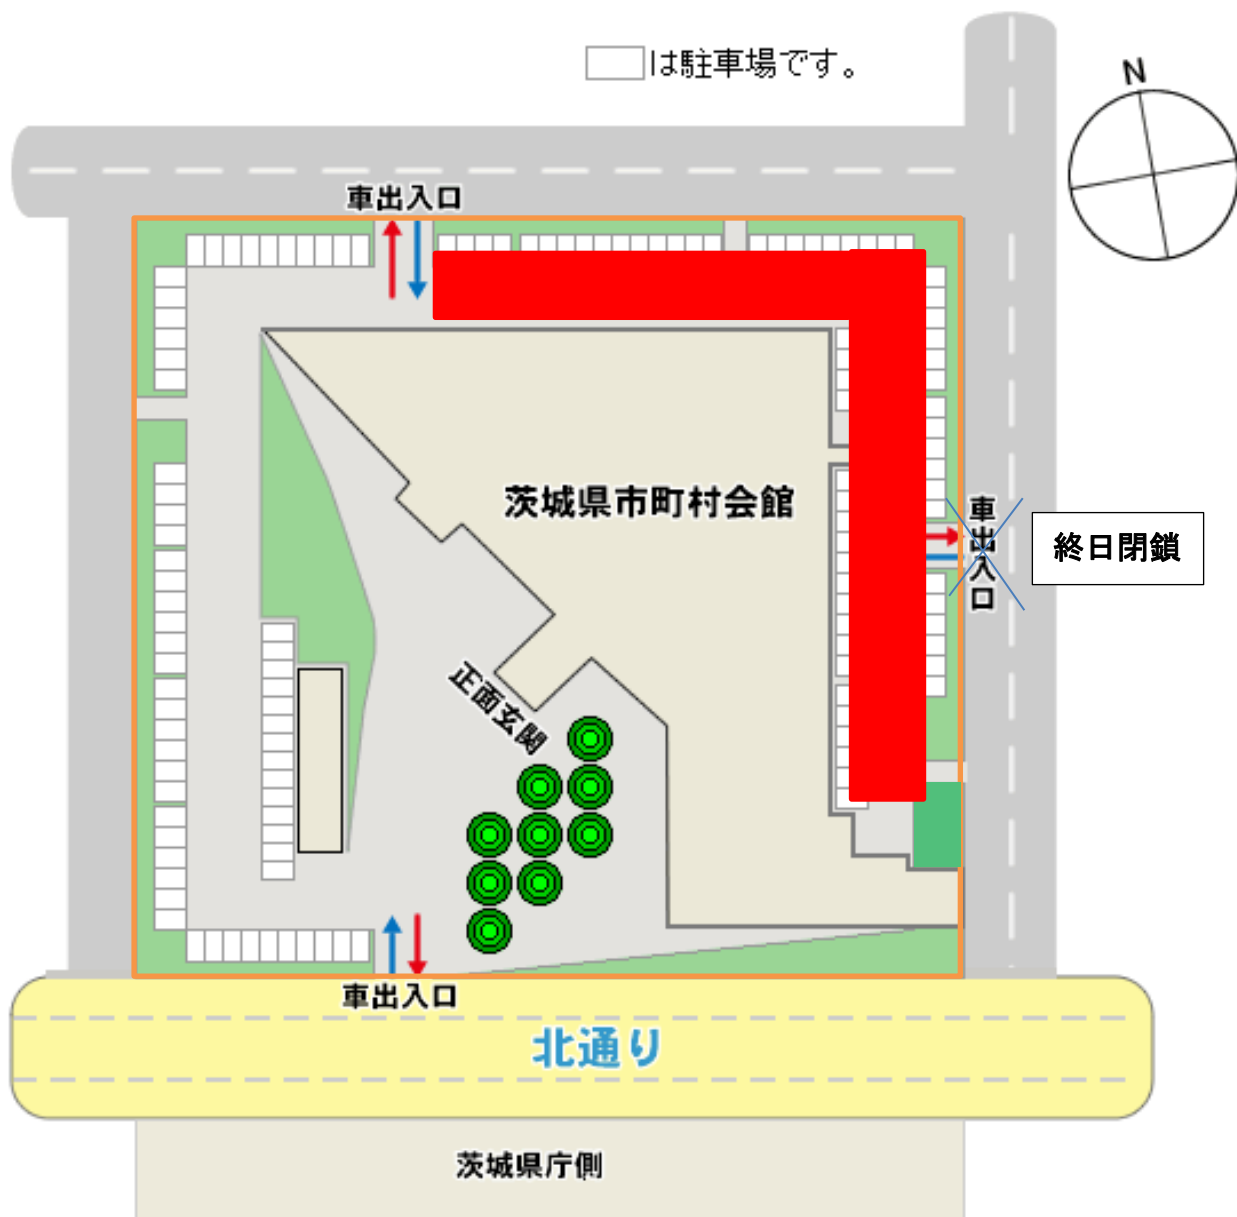 は駐車場です。
N
車出入口
茨城県市町村会館
車出入口
終日閉鎖
正面玄関
車出入口
北通り
茨城県庁側